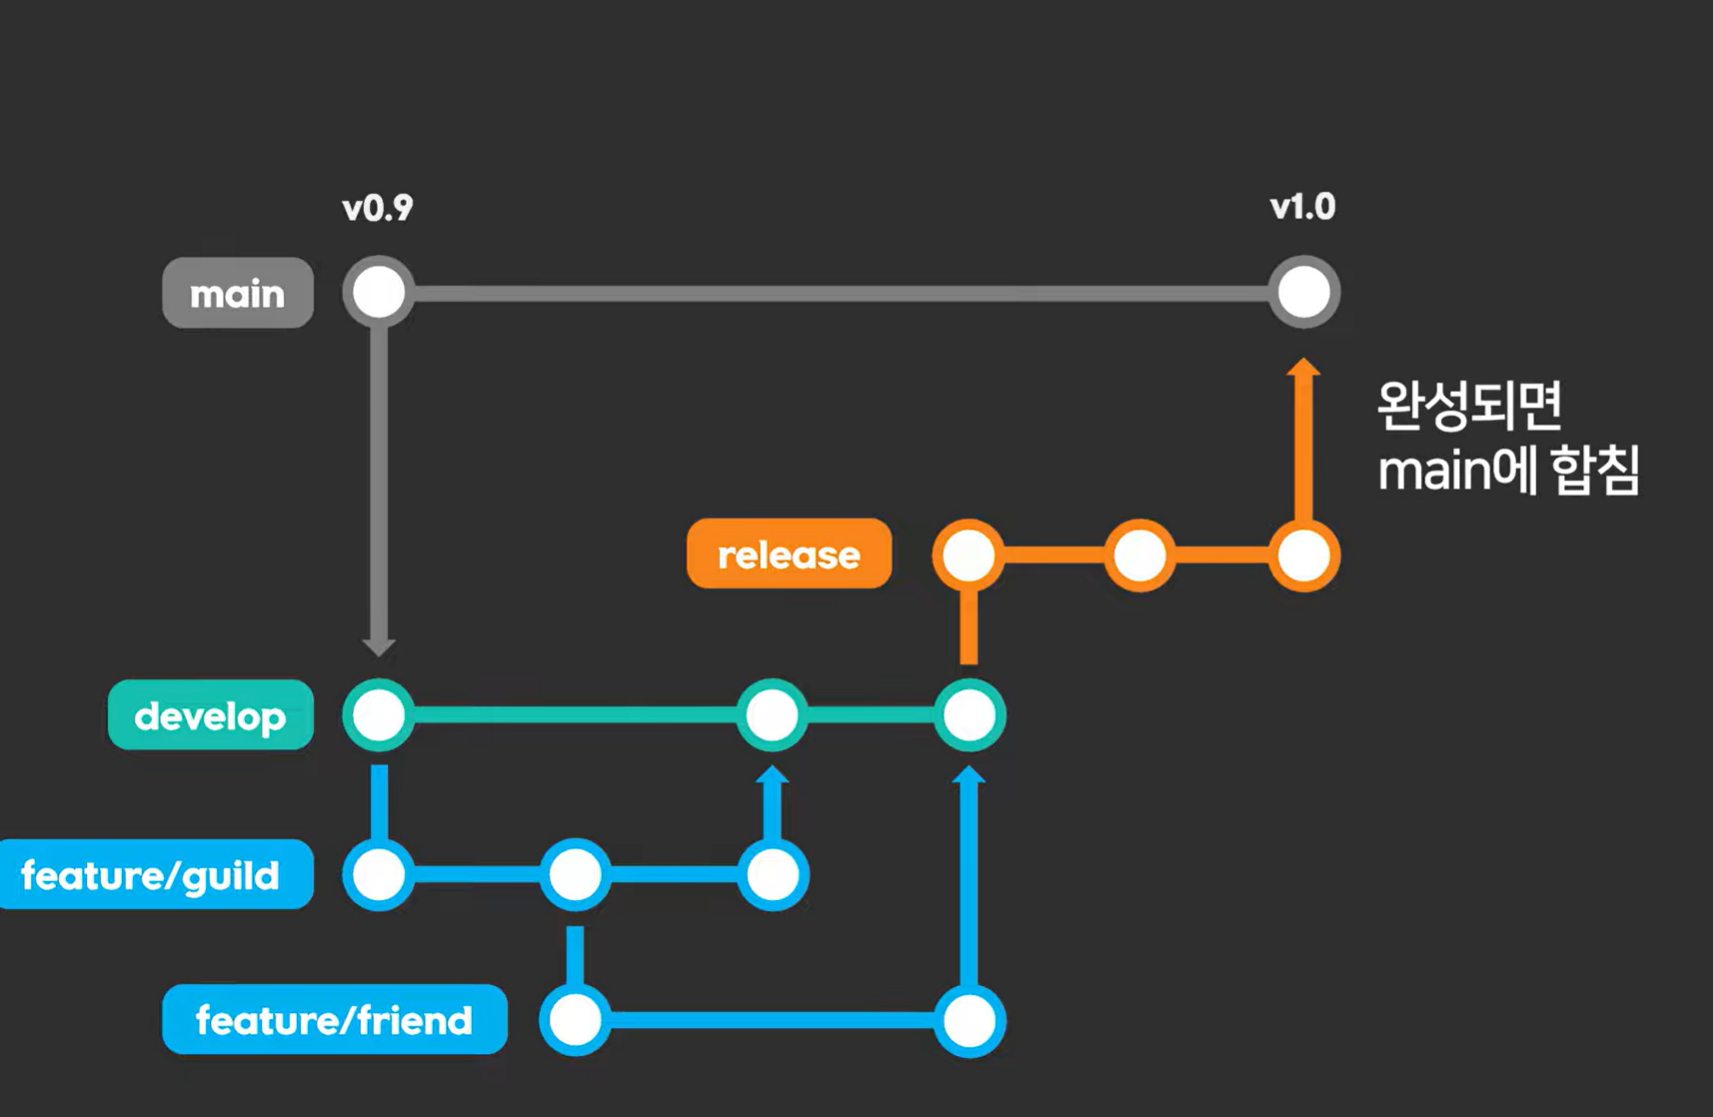 v0.9
v1.0
main
완성되면
main에 합침
release
develop
feature/guild
feature/friend